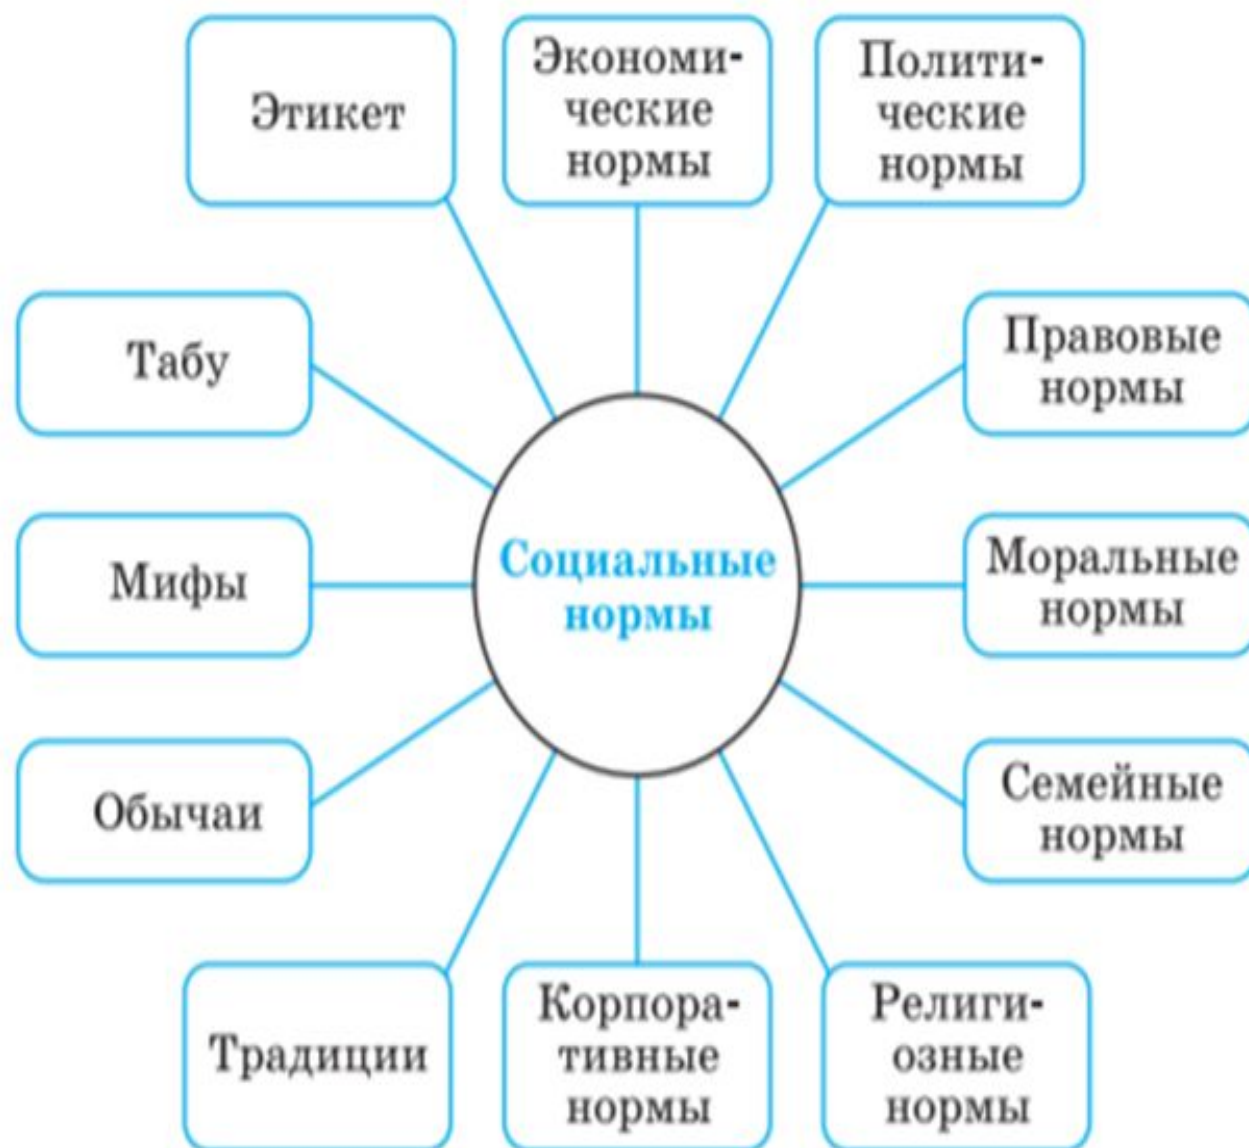 Этикет
Экономи-
ческие
нормы
Полити-
ческие
нормы
Табу
Правовые
нормы
Мифы
Социальные
нормы
Моральные
нормы
Обычаи
Семейные
нормы
Традиции
Корпора-
тивные
нормы
Религи-
озные
нормы